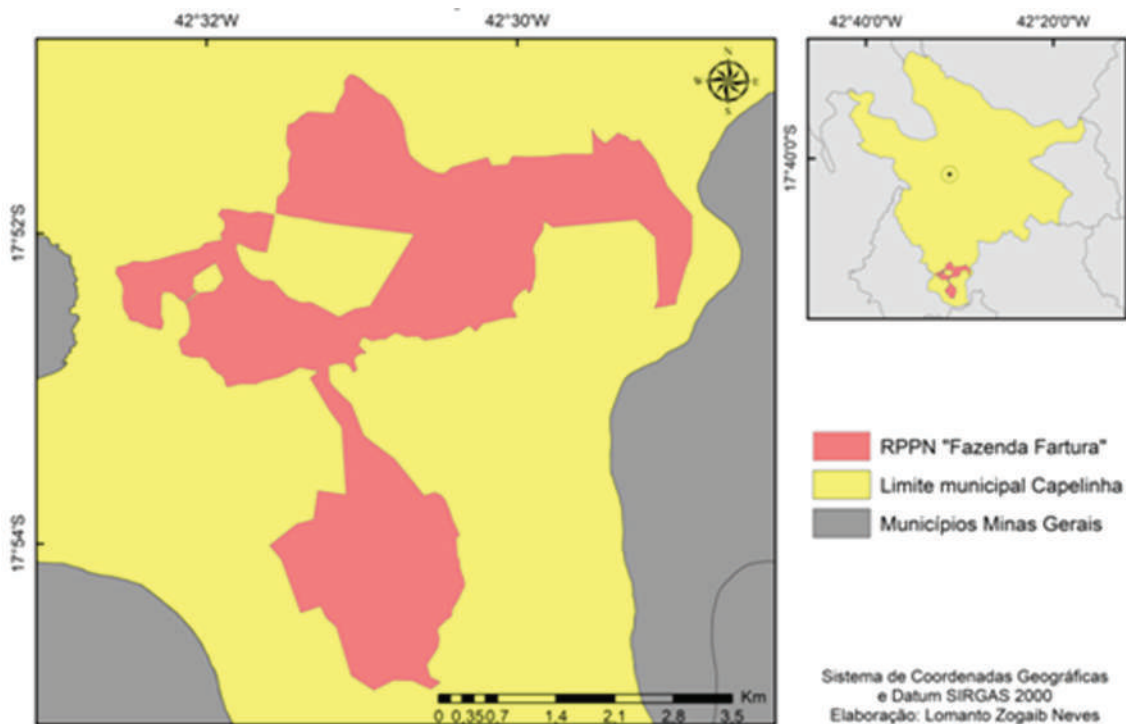 42°32'W 42°30'W
17°52'S
17°54'S
N
W E
S
0 0.35 0.7 1.4 2.1 2.8 3.5 Km
42°40'0"W 42°20'0"W
17°40'S
RPPN "Fazenda Fartura"
Limite municipal Capelinha
Municípios Minas Gerais
Sistema de Coordenadas Geográficas
e Datum SIRGAS 2000
Elaboração: Lomanto Zogaib Neves